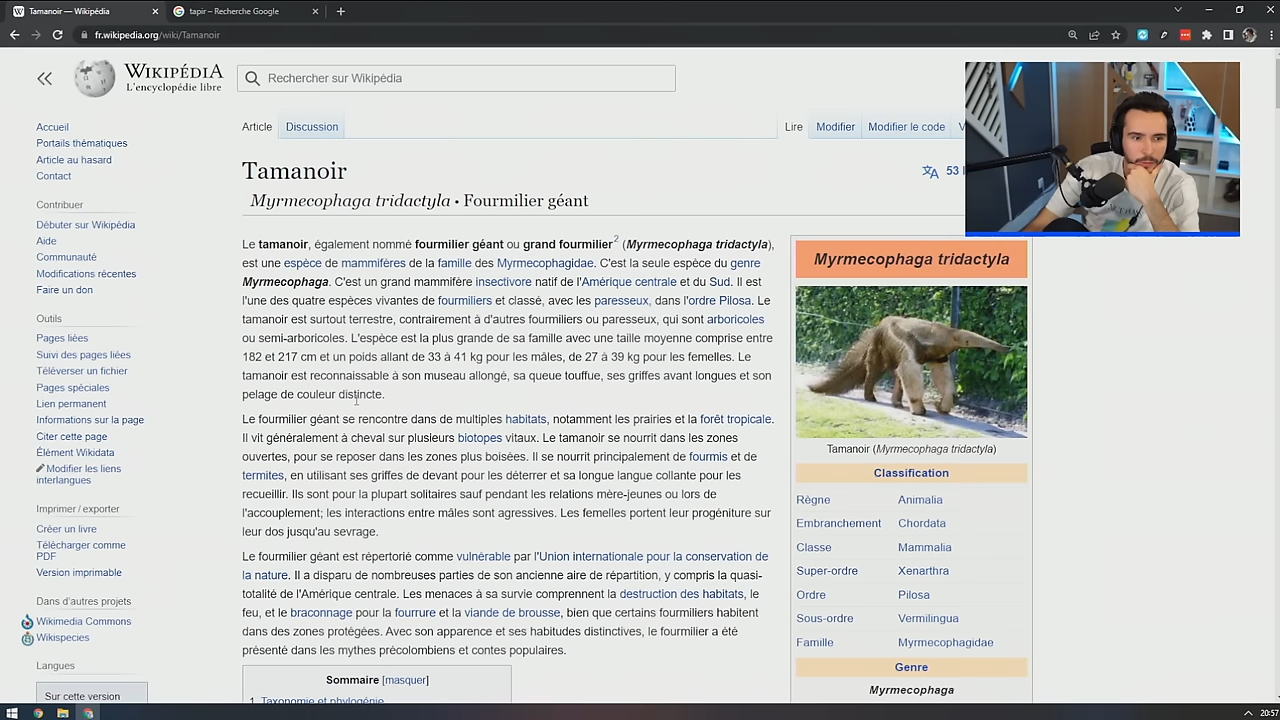 Tamanoir — Wikipédia
tapir – Recherche Google
fr.wikipedia.org/wiki/Tamanoir
WIKIPÉDIA
L'encyclopédie libre
Rechercher sur Wikipédia
Accueil
Portails thématiques
Article au hasard
Contact
Contribuer
Débuter sur Wikipédia
Aide
Communauté
Modifications récentes
Faire un don
Outils
Pages liées
Suivi des pages liées
Téléverser un fichier
Pages spéciales
Lien permanent
Informations sur la page
Citer cette page
Élément Wikidata
Modifier les liens
interlangues
Imprimer / exporter
Créer un livre
Télécharger comme
PDF
Version imprimable
Dans d'autres projets
Wikimedia Commons
Wikispecies
Langues
Sur cette version
Article Discussion
Lire Modifier Modifier le code
Tamanoir
53
Myrmecophaga tridactyla • Fourmilier géant
Le tamanoir, également nommé fourmilier géant ou grand fourmilier2 (Myrmecophaga tridactyla),
est une espèce de mammifères de la famille des Myrmecophagidae. C'est la seule espèce du genre
Myrmecophaga. C'est un grand mammifère insectivore natif de l'Amérique centrale et du Sud. Il est
l'une des quatre espèces vivantes de fourmiliers et classé, avec les paresseux, dans l'ordre Pilosa. Le
tamanoir est surtout terrestre, contrairement à d'autres fourmiliers ou paresseux, qui sont arboricoles
ou semi-arboricoles. L'espèce est la plus grande de sa famille avec une taille moyenne comprise entre
182 et 217 cm et un poids allant de 33 à 41 kg pour les mâles, de 27 à 39 kg pour les femelles. Le
tamanoir est reconnaissable à son museau allongé, sa queue touffue, ses griffes avant longues et son
pelage de couleur distincte.
Le fourmilier géant se rencontre dans de multiples habitats, notamment les prairies et la forêt tropicale.
Il vit généralement à cheval sur plusieurs biotopes vitaux. Le tamanoir se nourrit dans les zones
ouvertes, pour se reposer dans les zones plus boisées. Il se nourrit principalement de fourmis et de
termites, en utilisant ses griffes de devant pour les déterrer et sa longue langue collante pour les
recueillir. Ils sont pour la plupart solitaires sauf pendant les relations mère-jeunes ou lors de
l'accouplement; les interactions entre mâles sont agressives. Les femelles portent leur progéniture sur
leur dos jusqu'au sevrage.
Le fourmilier géant est répertorié comme vulnérable par l'Union internationale pour la conservation de
la nature. Il a disparu de nombreuses parties de son ancienne aire de répartition, y compris la quasi-
totalité de l'Amérique centrale. Les menaces à sa survie comprennent la destruction des habitats, le
feu, et le braconnage pour la fourrure et la viande de brousse, bien que certains fourmiliers habitent
dans des zones protégées. Avec son apparence et ses habitudes distinctives, le fourmilier a été
présenté dans les mythes précolombiens et contes populaires.
Sommaire [masquer]
1 Taxonomie et phylogénie
Myrmecophaga tridactyla
Tamanoir (Myrmecophaga tridactyla)
Classification
Règne Animalia
Embranchement Chordata
Classe Mammalia
Super-ordre Xenarthra
Ordre Pilosa
Sous-ordre Vermilingua
Famille Myrmecophagidae
Genre
Myrmecophaga
20:57